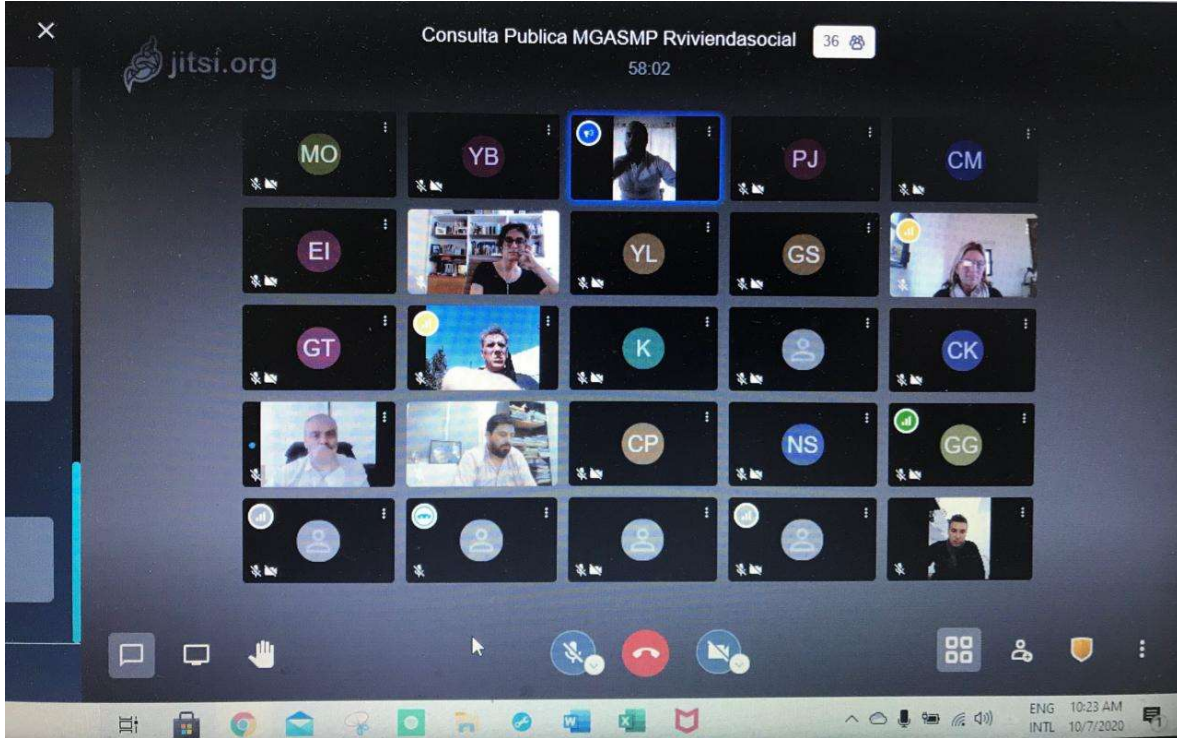 Consulta Publica MGASMP Rviviendasocial 36
jitsi.org
58:02
MO
YB
PJ
CM
EI
YL
GS
GT
K
CK
CP
NS
GG
ENG 10:23 AM
INTL 10/7/2020